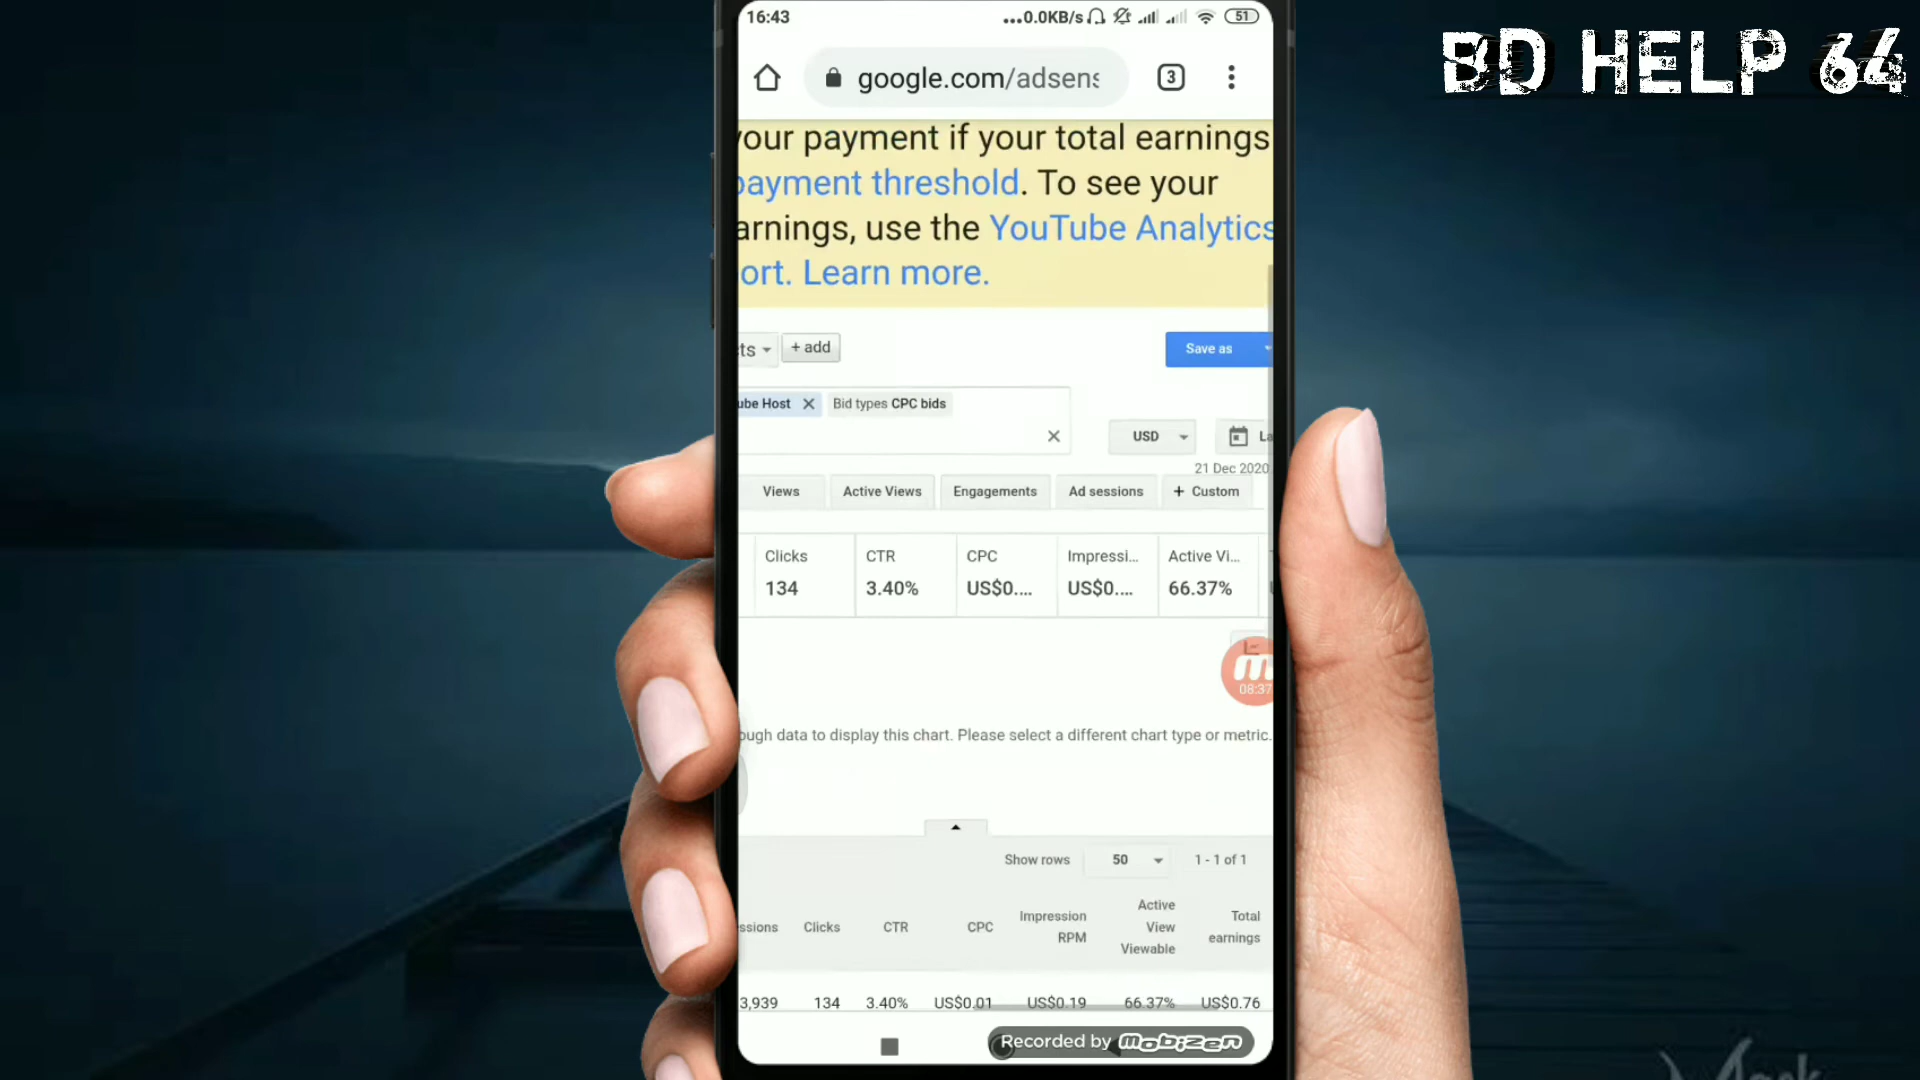 BD HELP 64
16:43
...0.0KB/s
51
google.com/adsens
3
your payment if your total earnings
payment threshold. To see your
arnings, use the YouTube Analytics
ort. Learn more.
ts
+ add
Save as
ube Host
Bid types CPC bids
USD
La
21 Dec 2020
Views
Active Views
Engagements
Ad sessions
+ Custom
Clicks
CTR
CPC
Impressi...
Active Vi...
134
3.40%
US$0....
US$0....
66.37%
m
08:37
ough data to display this chart. Please select a different chart type or metric.
Show rows
50
1 - 1 of 1
ssions
Clicks
CTR
CPC
Impression
RPM
Active
View
Viewable
Total
earnings
3,939
134
3.40%
US$0.01
US$0.19
66.37%
US$0.76
Recorded by mobizen